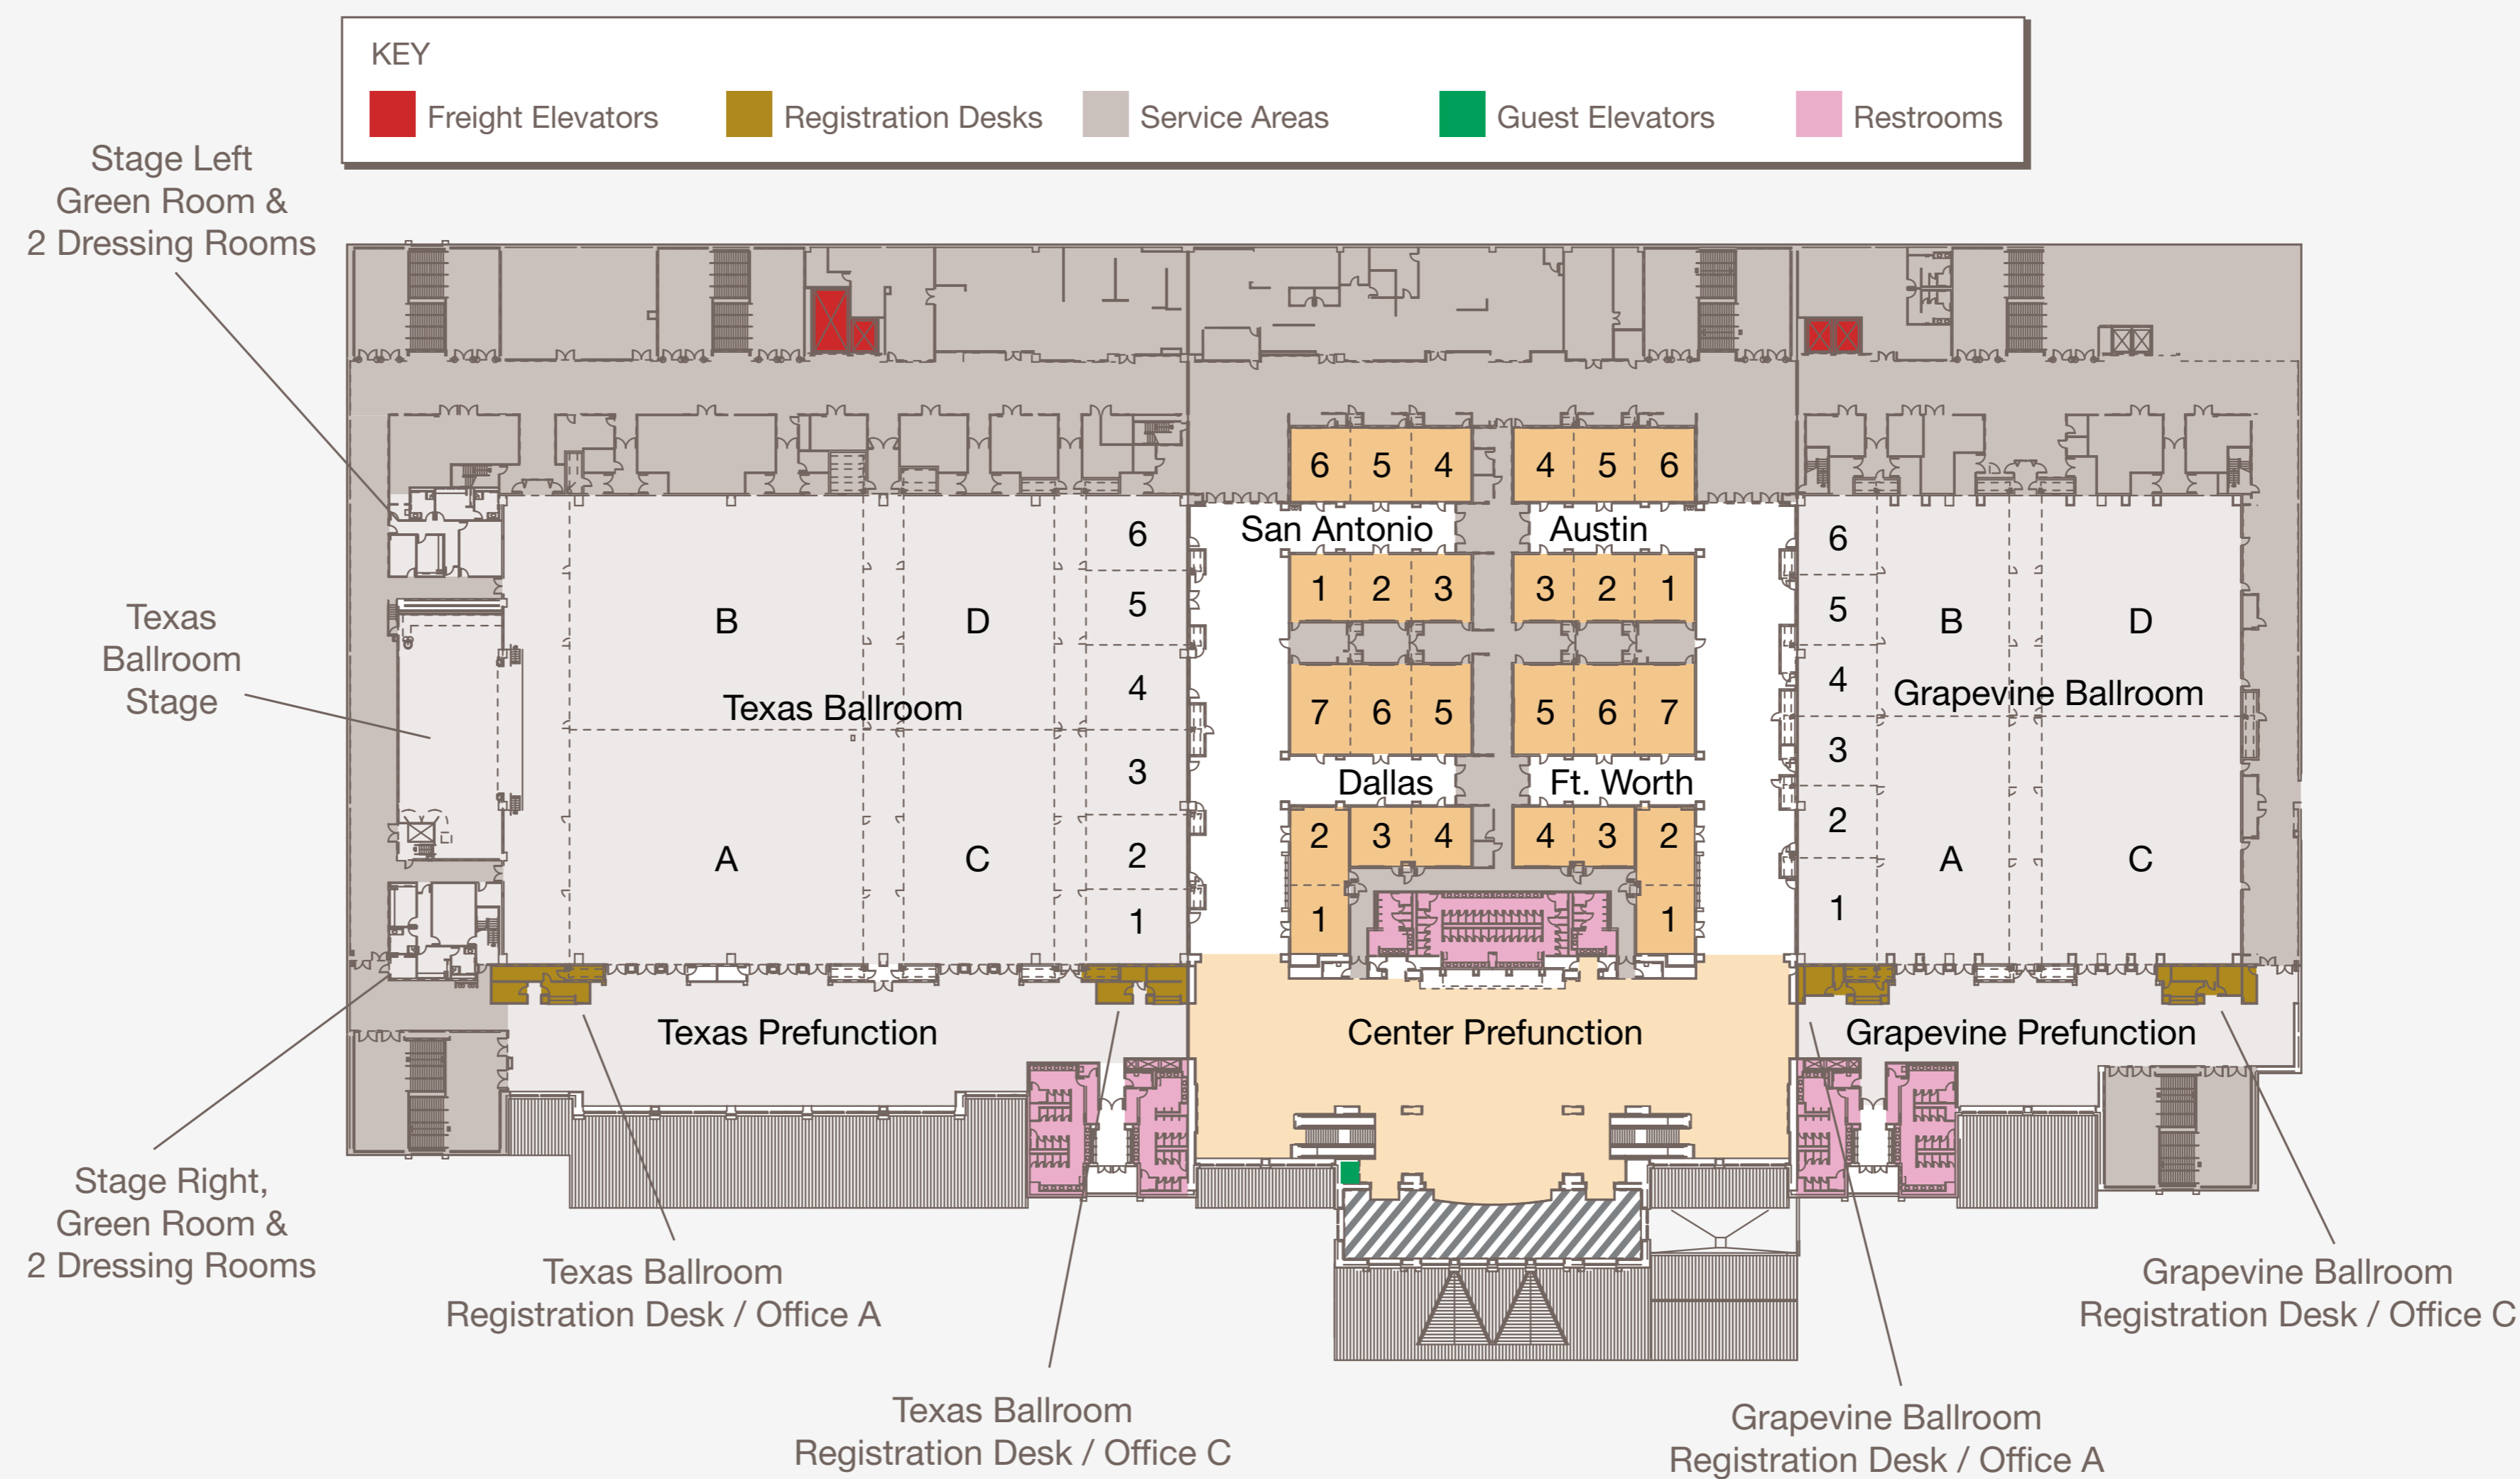 KEY
Freight Elevators
Registration Desks
Service Areas
Guest Elevators
Restrooms
Stage Left
Green Room &
2 Dressing Rooms
Texas
Ballroom
Stage
Stage Right,
Green Room &
2 Dressing Rooms
B
D
Texas Ballroom
A
C
6
5
4
3
2
1
6 5 4
San Antonio
1 2 3
4 5 6
Austin
3 2 1
7 6 5
Dallas
2 3 4
1
5 6 7
Ft. Worth
4 3 2
1
6
5
4
3
2
1
B
D
Grapevine Ballroom
A
C
Texas Prefunction
Center Prefunction
Grapevine Prefunction
Texas Ballroom
Registration Desk / Office A
Texas Ballroom
Registration Desk / Office C
Grapevine Ballroom
Registration Desk / Office A
Grapevine Ballroom
Registration Desk / Office C